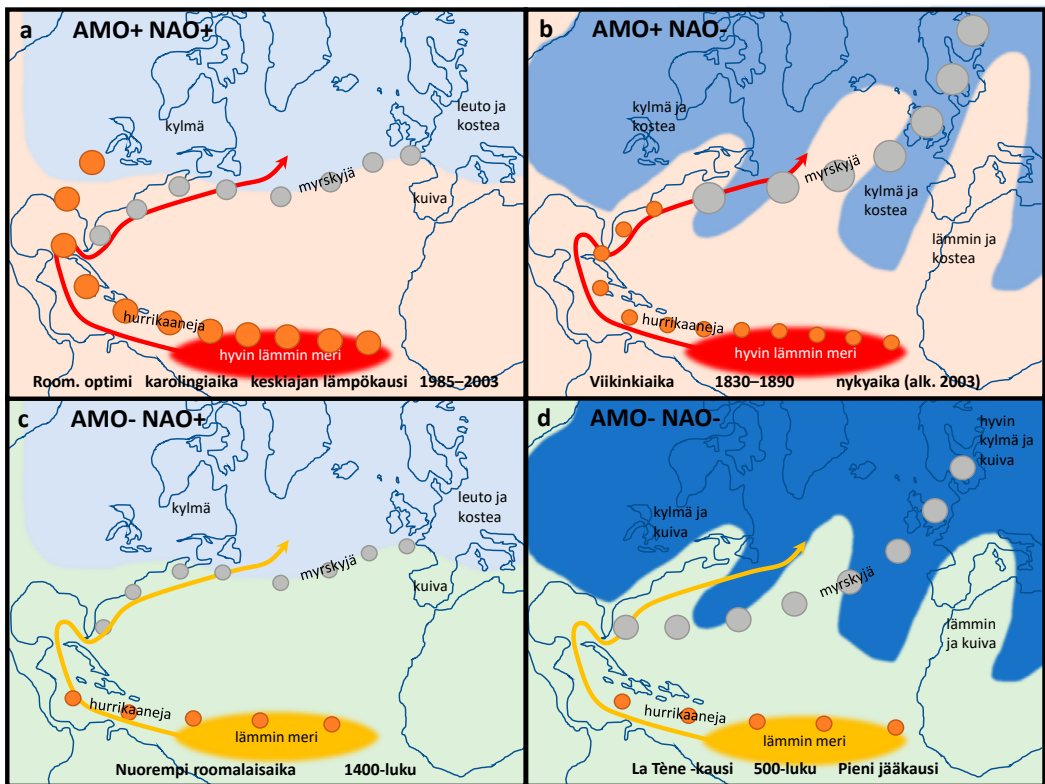 a AMO+ NAO+
kylmä
leuto ja
kostea
myrskyjä
kuiva
hurrikaaneja
hyvin lämmin meri
Room. optimi karolingiaika keskiajan lämpökausi 1985–2003
b AMO+ NAO-
kylmä ja
kostea
myrskyjä
kylmä ja
kostea
lämmin ja
kostea
hurrikaaneja
hyvin lämmin meri
Viikinkiaika 1830–1890 nykyaika (alk. 2003)
c AMO- NAO+
kylmä
leuto ja
kostea
myrskyjä
kuiva
hurrikaaneja
lämmin meri
Nuorempi roomalaisaika 1400-luku
d AMO- NAO-
hyvin
kylmä ja
kuiva
kylmä ja
kuiva
myrskyjä
lämmin
ja kuiva
hurrikaaneja
lämmin meri
La Tène -kausi 500-luku Pieni jääkausi